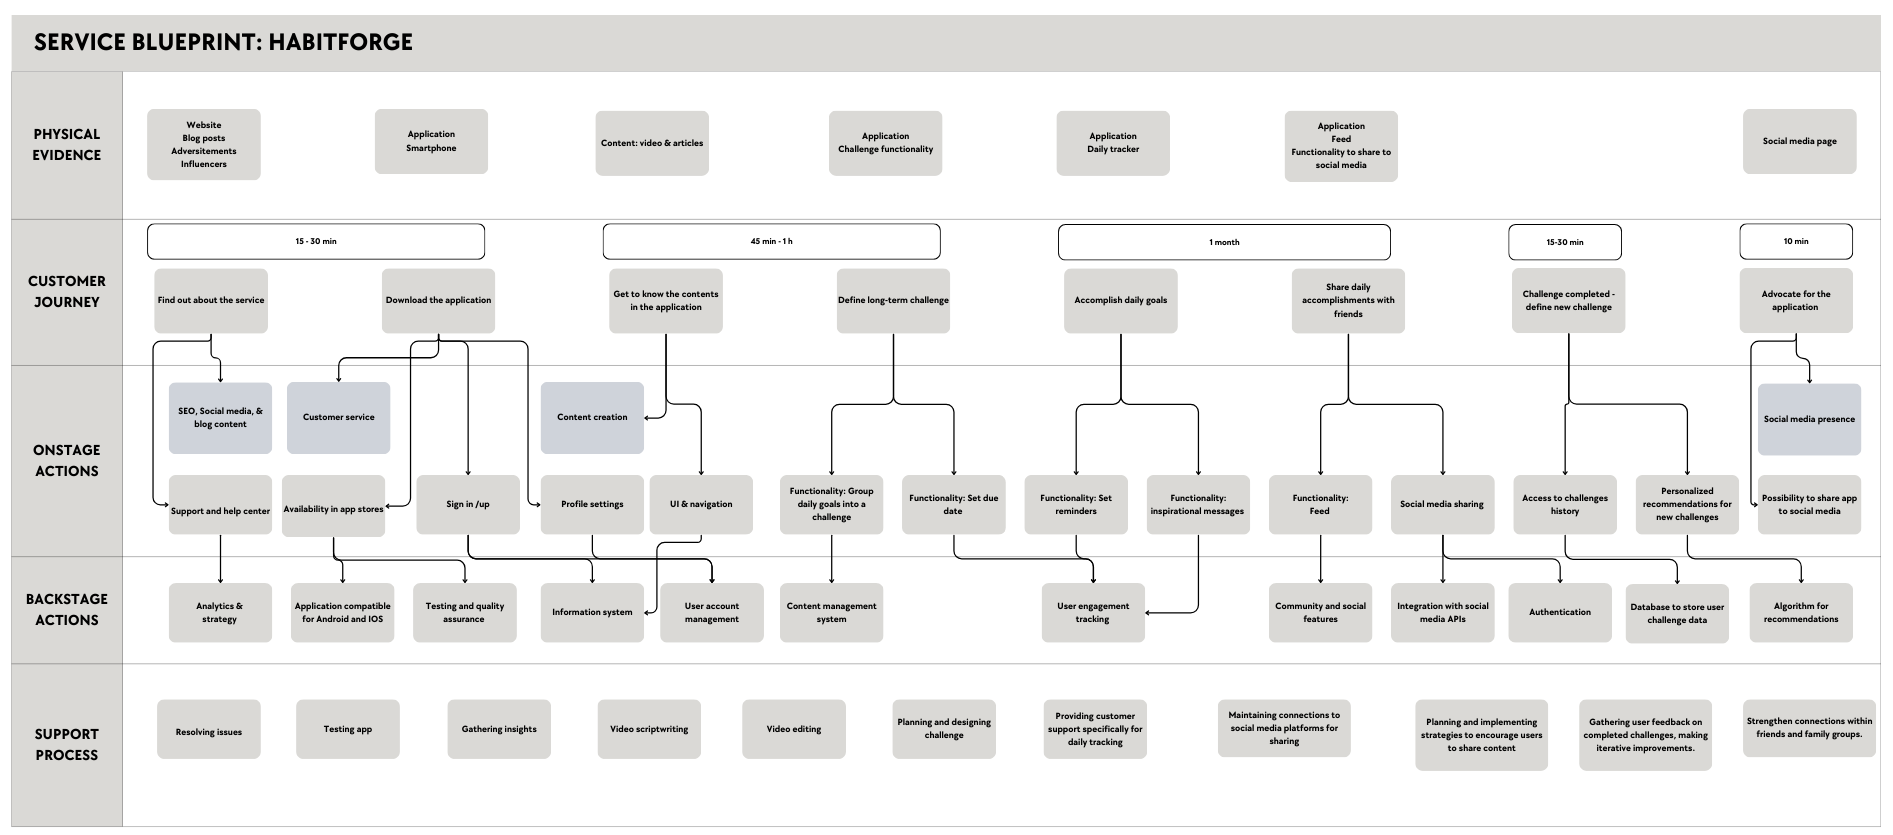 SERVICE BLUEPRINT: HABITFORGE
PHYSICAL
EVIDENCE
Website
Blog posts
Adversitements
Influencers
Application
Smartphone
Content: video & articles
Application
Challenge functionality
Application
Daily tracker
Application
Feed
Functionality to share to
social media
Social media page
CUSTOMER
JOURNEY
15 - 30 min
45 min - 1 h
1 month
15-30 min
10 min
Find out about the service
Download the application
Get to know the contents
in the application
Define long-term challenge
Accomplish daily goals
Share daily
accomplishments with
friends
Challenge completed -
define new challenge
Advocate for the
application
ONSTAGE
ACTIONS
SEO, Social media, &
blog content
Customer service
Content creation
Social media presence
Support and help center
Availability in app stores
Sign in /up
Profile settings
UI & navigation
Functionality: Group
daily goals into a
challenge
Functionality: Set due
date
Functionality: Set
reminders
Functionality:
inspirational messages
Functionality:
Feed
Social media sharing
Access to challenges
history
Personalized
recommendations for
new challenges
Possibility to share app
to social media
BACKSTAGE
ACTIONS
Analytics &
strategy
Application compatible
for Android and IOS
Testing and quality
assurance
Information system
User account
management
Content management
system
User engagement
tracking
Community and social
features
Integration with social
media APIs
Authentication
Database to store user
challenge data
Algorithm for
recommendations
SUPPORT
PROCESS
Resolving issues
Testing app
Gathering insights
Video scriptwriting
Video editing
Planning and designing
challenge
Providing customer
support specifically for
daily tracking
Maintaining connections to
social media platforms for
sharing
Planning and implementing
strategies to encourage users
to share content
Gathering user feedback on
completed challenges, making
iterative improvements.
Strengthen connections within
friends and family groups.